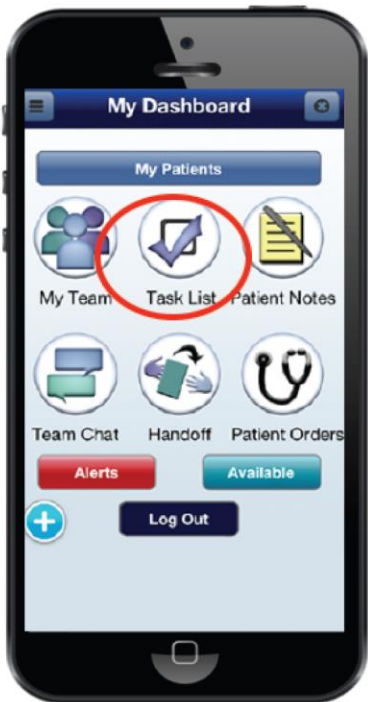 My Dashboard
My Patients
My Team Task List Patient Notes
Team Chat Handoff Patient Orders
Alerts Available
Log Out